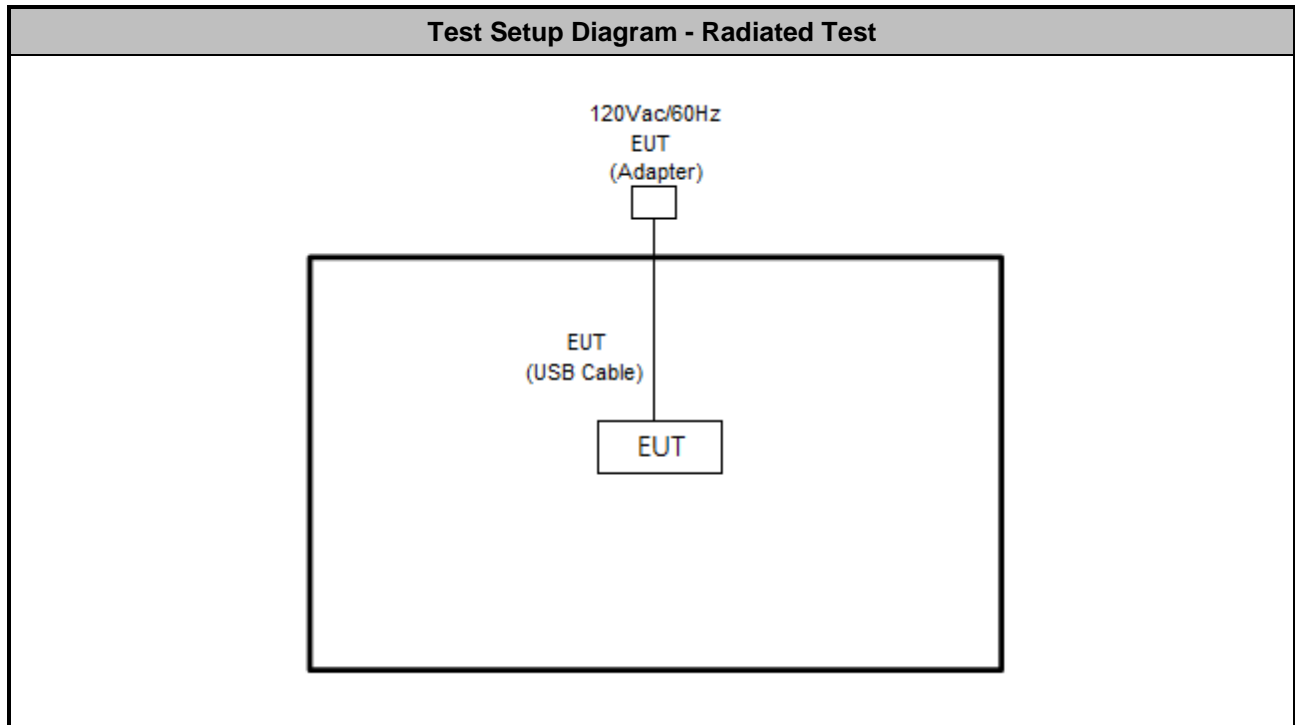 Test Setup Diagram - Radiated Test
120Vac/60Hz
EUT
(Adapter)
EUT
(USB Cable)
EUT